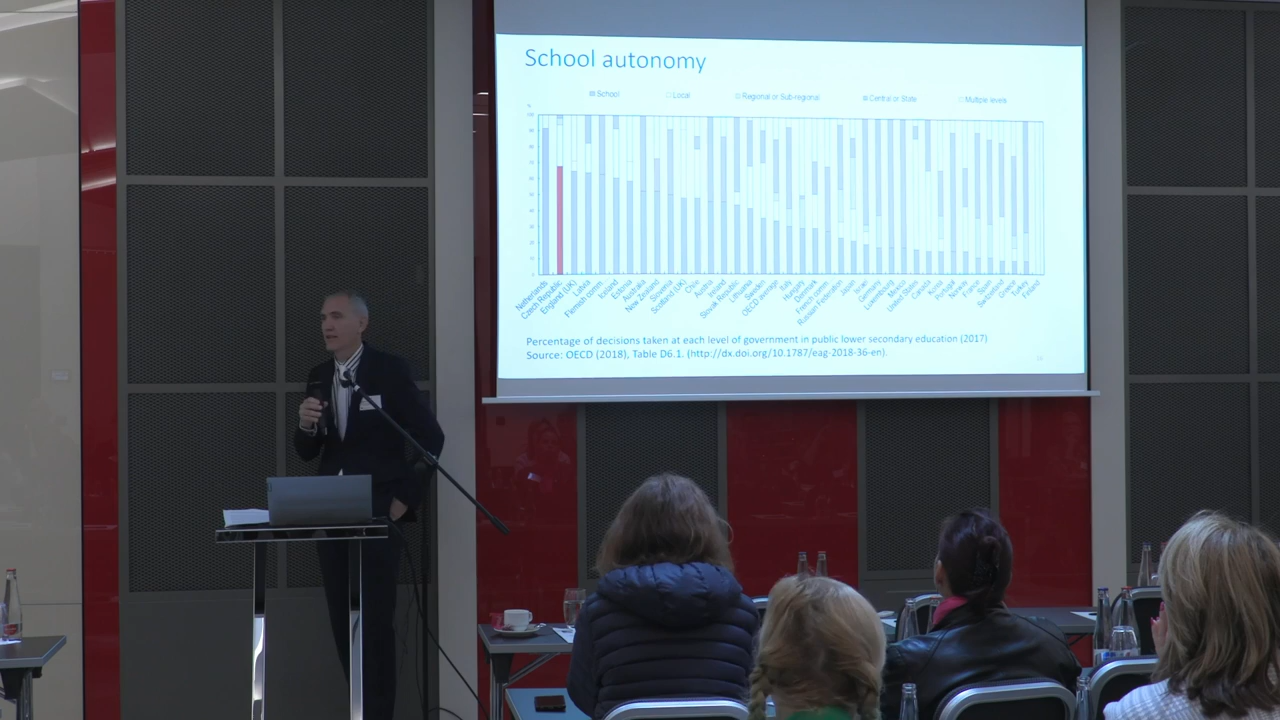 School autonomy
School Local Regional or Sub-regional Central or State Multiple levels
%
100
Netherlands
Czech Republic
England (UK)
Latvia
Flemish comm.
Iceland
Estonia
Australia
New Zealand
Slovenia
Scotland (UK)
Chile
Austria
Ireland
Slovak Republic
Lithuania
Sweden
OECD average
Italy
Hungary
Denmark
French comm.
Russian Federation
Japan
Israel
Germany
Luxembourg
Mexico
United States
Canada
Korea
Portugal
Norway
France
Spain
Switzerland
Greece
Turkey
Finland
Percentage of decisions taken at each level of government in public lower secondary education (2017)
Source: OECD (2018), Table D6.1. (http://dx.doi.org/10.1787/eag-2018-36-en).